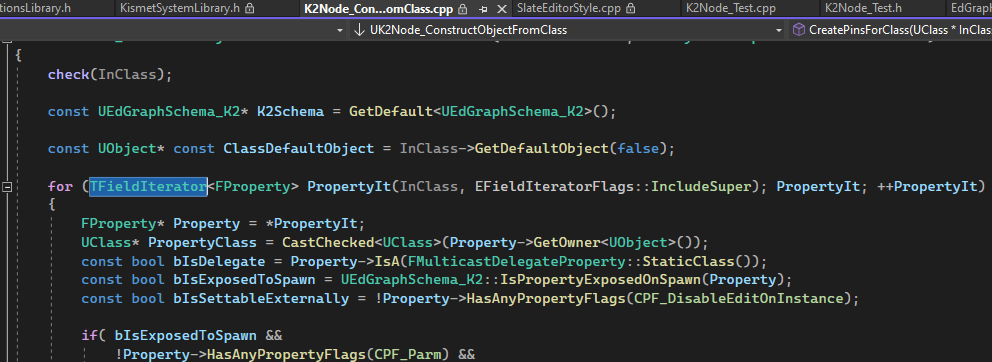 tionsLibrary.h
KismetSystemLibrary.h
K2Node_Con...omClass.cpp
SlateEditorStyle.cpp
K2Node_Test.cpp
K2Node_Test.h
EdGraph
UK2Node_ConstructObjectFromClass
CreatePinsForClass(UClass * InClass
{
check(InClass);
const UEdGraphSchema_K2* K2Schema = GetDefault<UEdGraphSchema_K2>();
const UObject* const ClassDefaultObject = InClass->GetDefaultObject(false);
for (TFieldIterator<FProperty> PropertyIt(InClass, EFieldIteratorFlags::IncludeSuper); PropertyIt; ++PropertyIt)
{
FProperty* Property = *PropertyIt;
UClass* PropertyClass = CastChecked<UClass>(Property->GetOwner<UObject>());
const bool bIsDelegate = Property->IsA(FMulticastDelegateProperty::StaticClass());
const bool bIsExposedToSpawn = UEdGraphSchema_K2::IsPropertyExposedOnSpawn(Property);
const bool bIsSettableExternally = !Property->HasAnyPropertyFlags(CPF_DisableEditOnInstance);
if( bIsExposedToSpawn &&
!Property->HasAnyPropertyFlags(CPF_Parm) &&